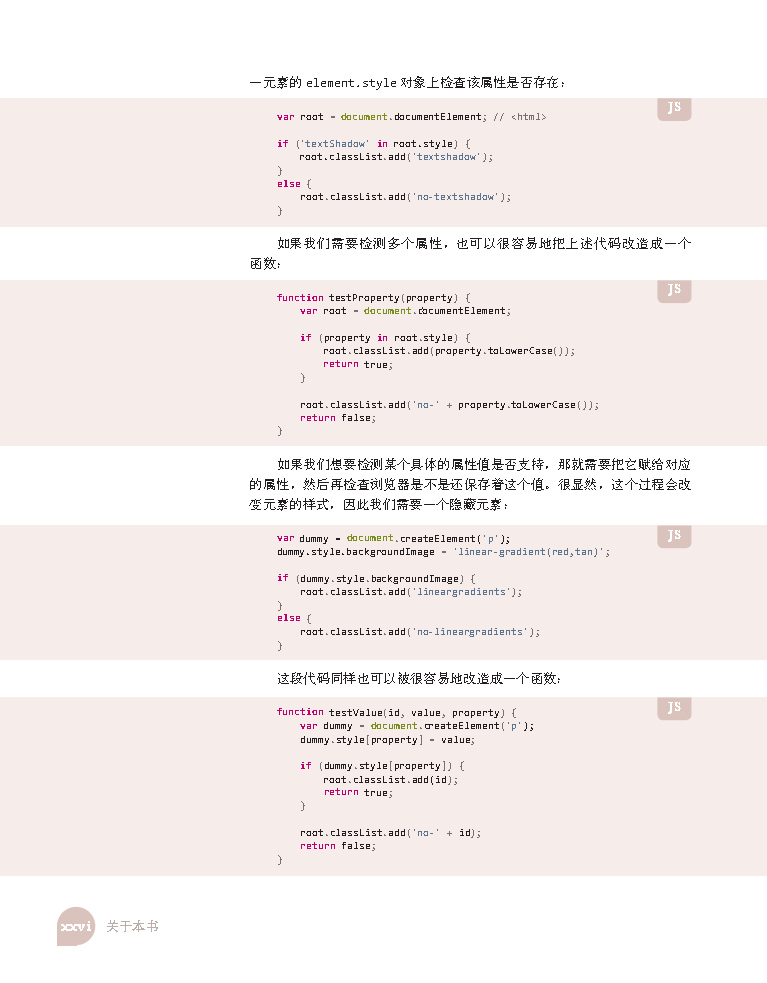 一元素的 element.style 对象上检查该属性是否存在：
JS
var root = document.documentElement; // <html>
if ('textShadow' in root.style) {
root.classList.add('textshadow');
}
else {
root.classList.add('no-textshadow');
}
如果我们需要检测多个属性，也可以很容易地把上述代码改造成一个
函数：
JS
function testProperty(property) {
var root = document.documentElement;
if (property in root.style) {
root.classList.add(property.toLowerCase());
return true;
}
root.classList.add('no-' + property.toLowerCase());
return false;
}
如果我们想要检测某个具体的属性值是否支持，那就需要把它赋给对应
的属性，然后再检查浏览器是不是还保存着这个值。很显然，这个过程会改
变元素的样式，因此我们需要一个隐藏元素：
JS
var dummy = document.createElement('p');
dummy.style.backgroundImage = 'linear-gradient(red,tan)';
if (dummy.style.backgroundImage) {
root.classList.add('lineargradients');
}
else {
root.classList.add('no-lineargradients');
}
这段代码同样也可以被很容易地改造成一个函数：
JS
function testValue(id, value, property) {
var dummy = document.createElement('p');
dummy.style[property] = value;
if (dummy.style[property]) {
root.classList.add(id);
return true;
}
root.classList.add('no-' + id);
return false;
}
xxvi 关于本书